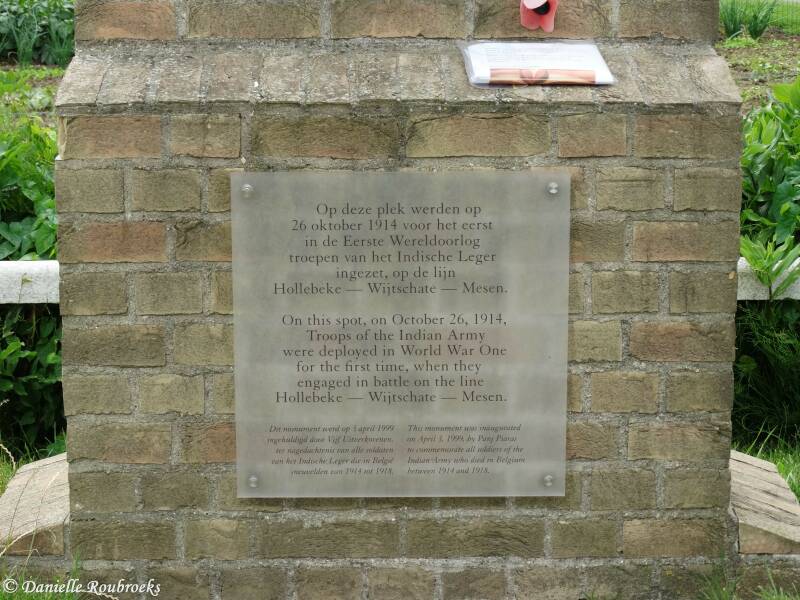 Op deze plek werden op
26 oktober 1914 voor het eerst
in de Eerste Wereldoorlog
troepen van het Indische Leger
ingezet, op de lijn
Hollebeke — Wijtschate — Mesen.
On this spot, on October 26, 1914,
Troops of the Indian Army
were deployed in World War One
for the first time, when they
engaged in battle on the line
Hollebeke — Wijtschate — Mesen.
Dit monument werd op 3 april 1999
ingehuldigd door Vijf Uitverkorenen,
ter nagedachtenis van alle soldaten
van het Indische Leger die in België
sneuvelden van 1914 tot 1918.
This monument was inaugurated
on April 3, 1999, by Panj Piaras
to commemorate all soldiers of the
Indian Army who died in Belgium
between 1914 and 1918.
© Danielle Roubroeks